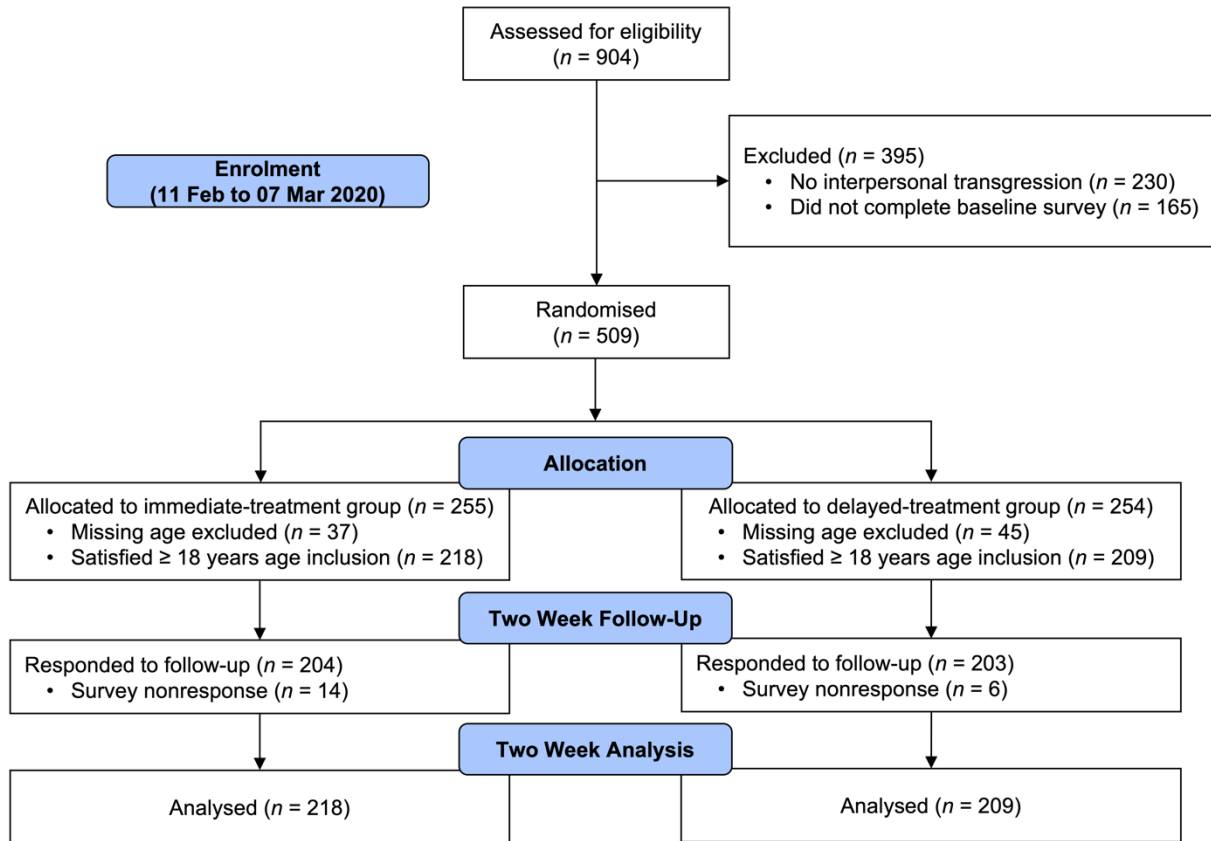 Assessed for eligibility
(n = 904)
Enrolment
(11 Feb to 07 Mar 2020)
Excluded (n = 395)
• No interpersonal transgression (n = 230)
• Did not complete baseline survey (n = 165)
Randomised
(n = 509)
Allocation
Allocated to immediate-treatment group (n = 255)
• Missing age excluded (n = 37)
• Satisfied ≥ 18 years age inclusion (n = 218)
Allocated to delayed-treatment group (n = 254)
• Missing age excluded (n = 45)
• Satisfied ≥ 18 years age inclusion (n = 209)
Two Week Follow-Up
Responded to follow-up (n = 204)
• Survey nonresponse (n = 14)
Responded to follow-up (n = 203)
• Survey nonresponse (n = 6)
Two Week Analysis
Analysed (n = 218)
Analysed (n = 209)